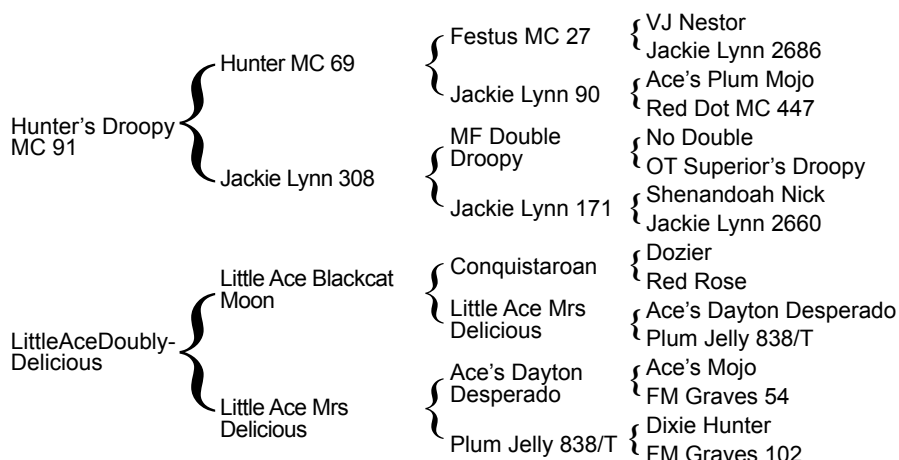 VJ Nestor
Festus MC 27
Jackie Lynn 2686
Hunter MC 69
Ace's Plum Mojo
Jackie Lynn 90
Red Dot MC 447
Hunter's Droopy
MC 91
MF Double
Droopy
No Double
OT Superior's Droopy
Jackie Lynn 308
Shenandoah Nick
Jackie Lynn 171
Jackie Lynn 2660
Dozier
Conquistaroan
Red Rose
Little Ace Blackcat
Moon
Little Ace Mrs
Delicious
Ace's Dayton Desperado
Plum Jelly 838/T
LittleAceDoubly-
Delicious
Ace's Dayton
Desperado
Ace's Mojo
FM Graves 54
Little Ace Mrs
Delicious
Dixie Hunter
Plum Jelly 838/T
FM Graves 102